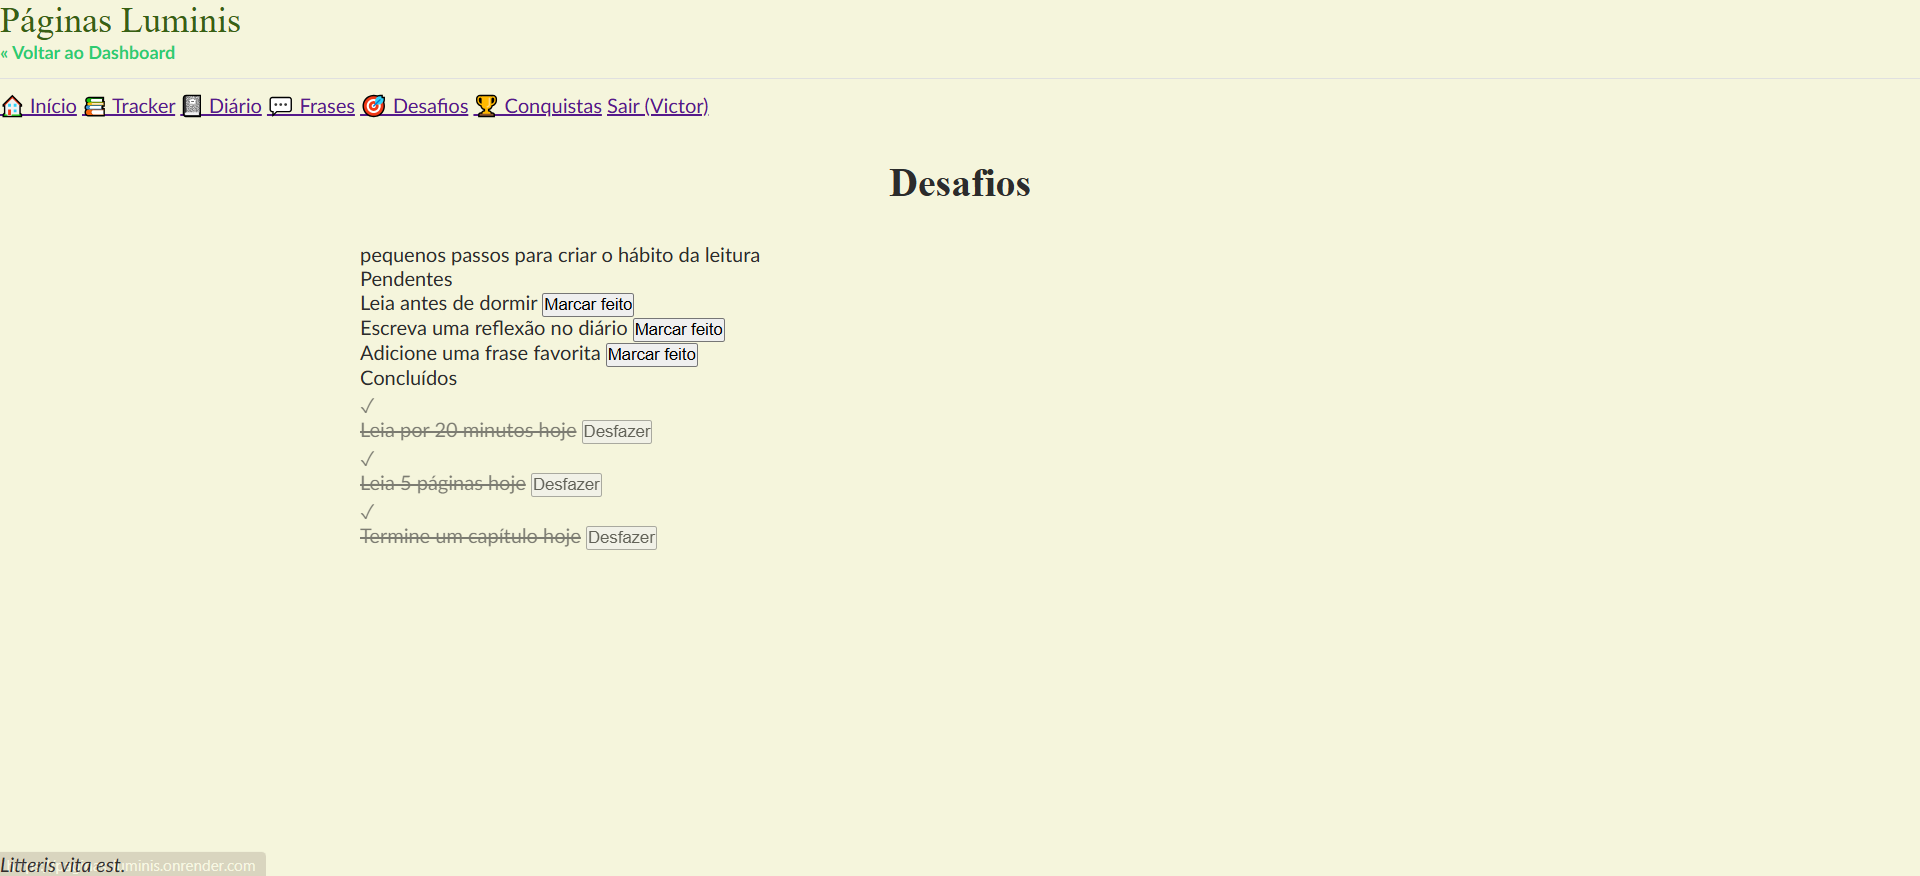 Páginas Luminis
« Voltar ao Dashboard
Início Tracker Diário Frases Desafios Conquistas Sair (Victor)
Desafios
pequenos passos para criar o hábito da leitura
Pendentes
Leia antes de dormir Marcar feito
Escreva uma reflexão no diário Marcar feito
Adicione uma frase favorita Marcar feito
Concluídos
✓
Leia por 20 minutos hoje Desfazer
✓
Leia 5 páginas hoje Desfazer
✓
Termine um capítulo hoje Desfazer
Litteris vita est.